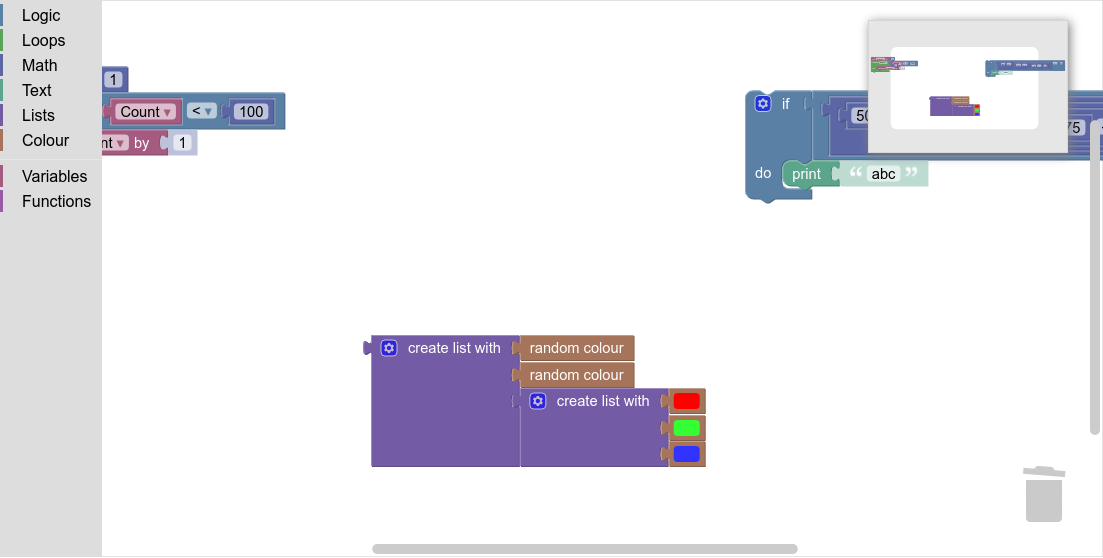 Logic
Loops
Math
Text
Lists
Colour
Variables
Functions
1
Count ▾ < ▾ 100
nt ▾ by 1
if 50 75
do print “ abc ”
create list with random colour
random colour
create list with